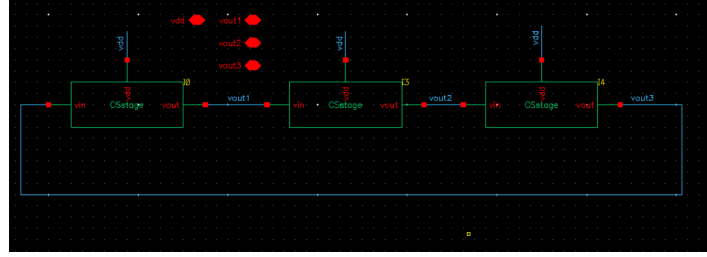 vdd vout1
vout2
vout3
vdd vdd vdd
I0 I3 I4
vdd vdd vdd
vin CSstage vout vout1 vin CSstage vout vout2 vin CSstage vout vout3